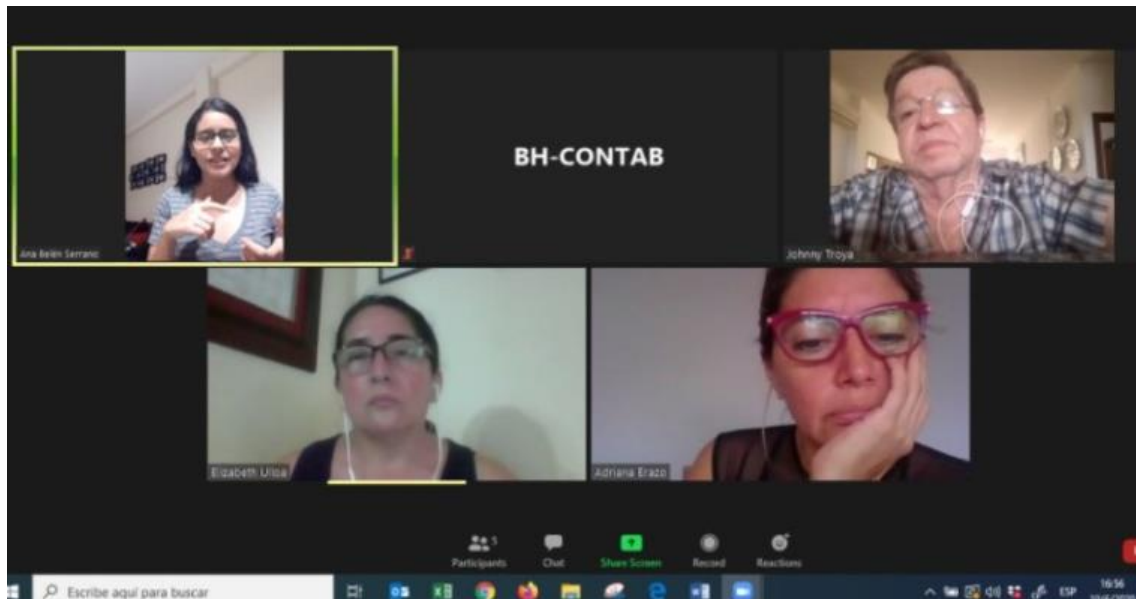 Ana Belén Serrano
BH-CONTAB
Johnny Troya
Elizabeth Ulloa
Adriana Erazo
5
Participants
Chat
Share Screen
Record
Reactions
Escribe aquí para buscar
ESP
16:56